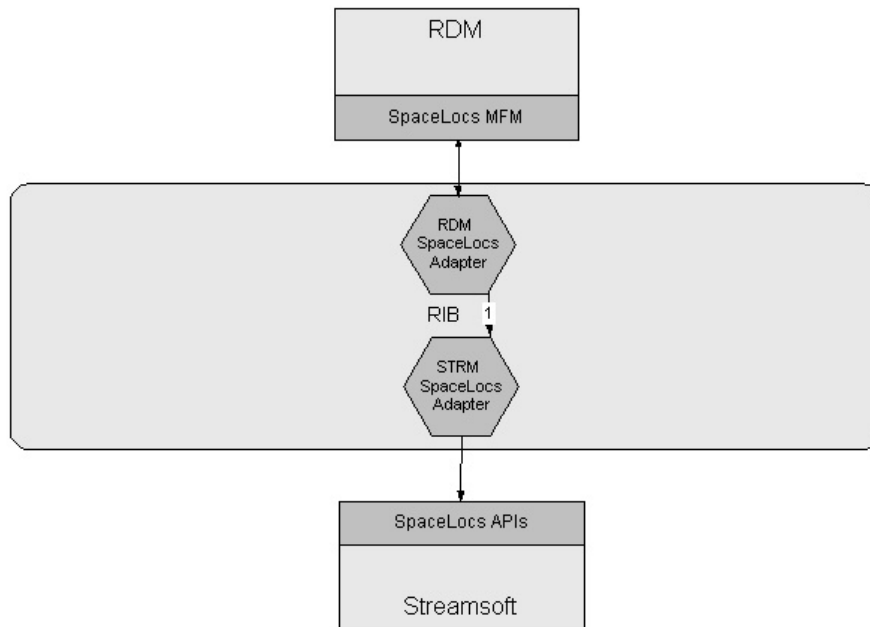 RDM
SpaceLocs MFM
RDM
SpaceLocs
Adapter
RIB 1
STRM
SpaceLocs
Adapter
SpaceLocs APIs
Streamsoft